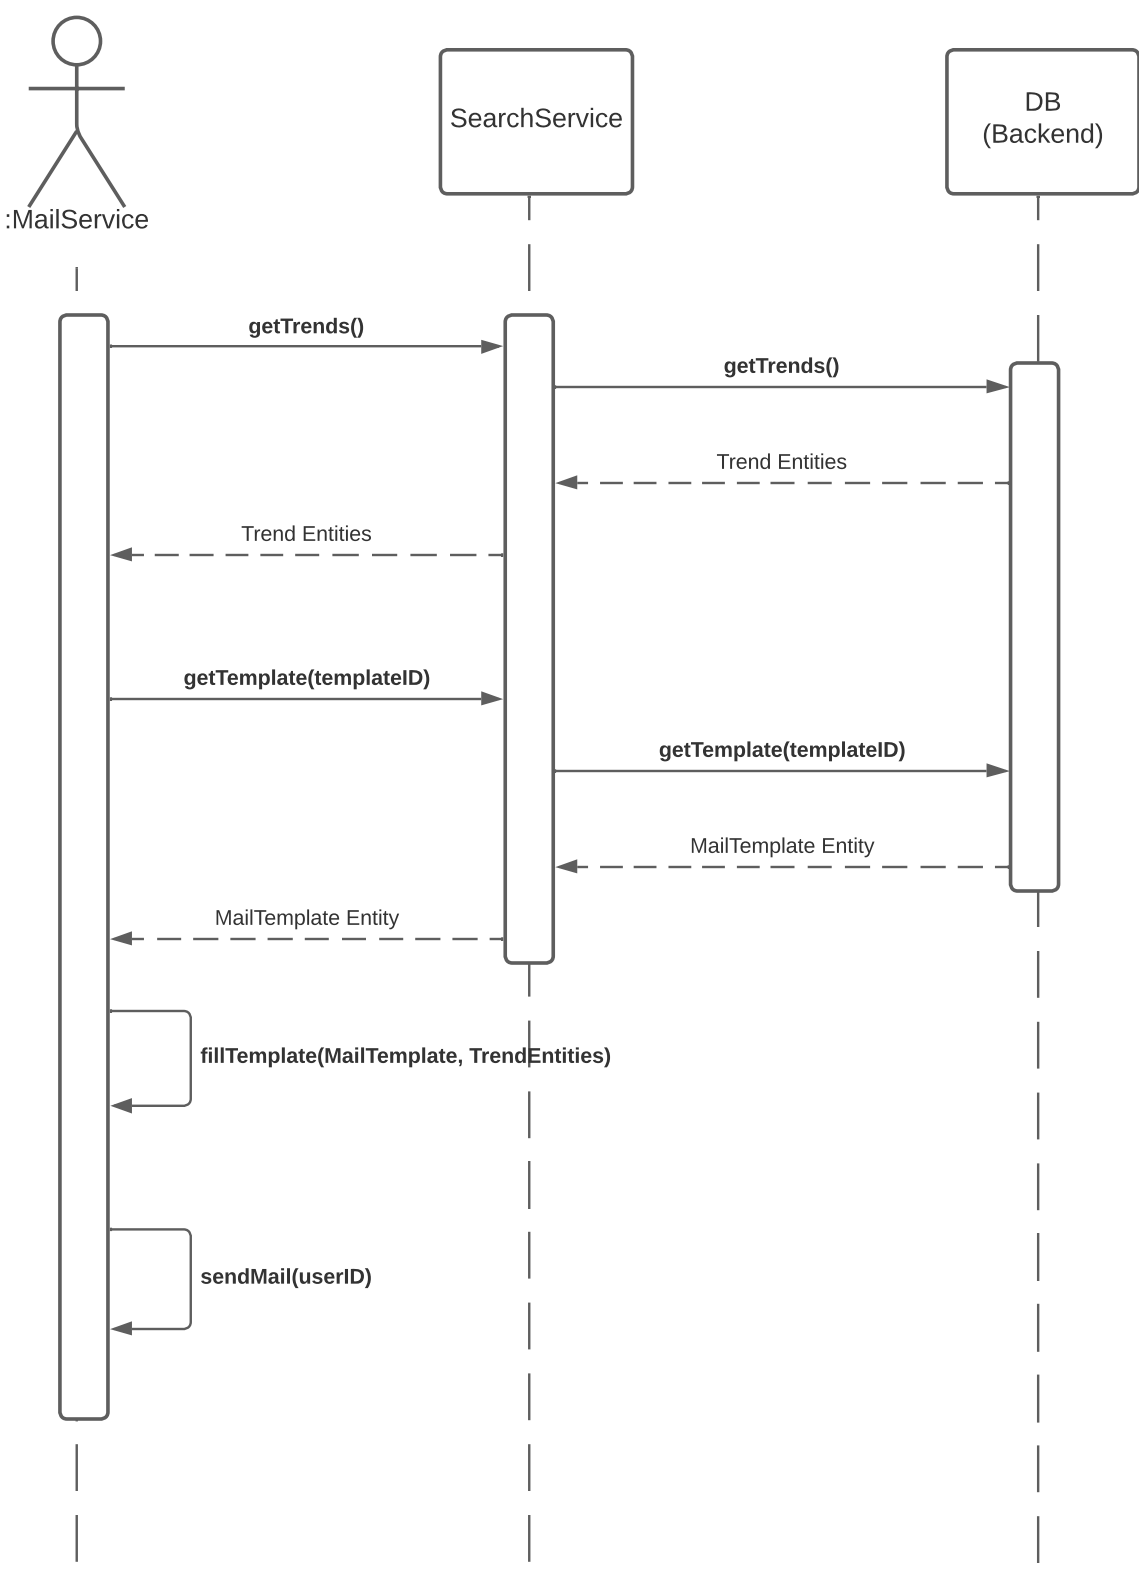 :MailService
SearchService
DB
(Backend)
getTrends()
getTrends()
Trend Entities
Trend Entities
getTemplate(templateID)
getTemplate(templateID)
MailTemplate Entity
MailTemplate Entity
fillTemplate(MailTemplate, TrendEntities)
sendMail(userID)